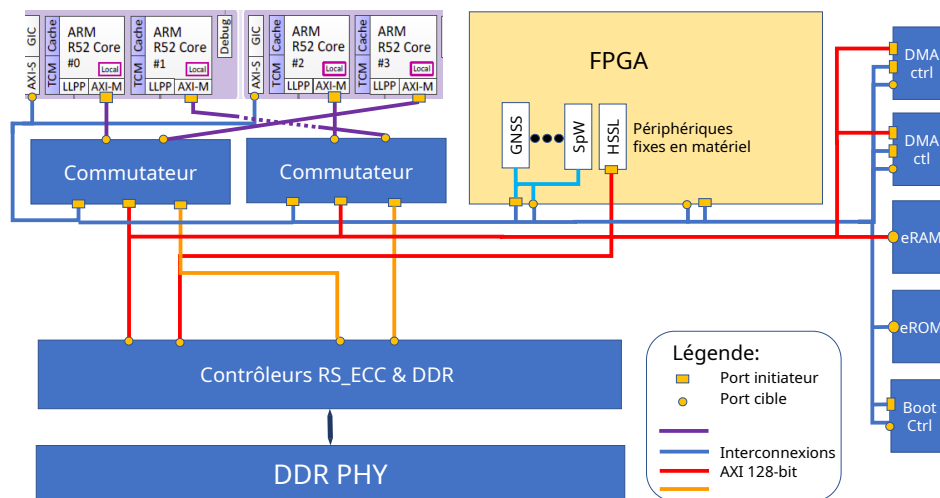 AXI-S
GIC
TCM
Cache
ARM
R52 Core
#0
Local
LLPP
AXI-M
TCM
Cache
ARM
R52 Core
#1
Local
LLPP
AXI-M
Debug
AXI-S
GIC
TCM
Cache
ARM
R52 Core
#2
Local
LLPP
AXI-M
TCM
Cache
ARM
R52 Core
#3
Local
LLPP
AXI-M
FPGA
GNSS
SpW
HSSL
Périphériques
fixes en matériel
DMA
ctrl
DMA
ctl
eRAM
eROM
Boot
Ctrl
Commutateur
Commutateur
Contrôleurs RS_ECC & DDR
DDR PHY
Légende:
Port initiateur
Port cible
Interconnexions
AXI 128-bit